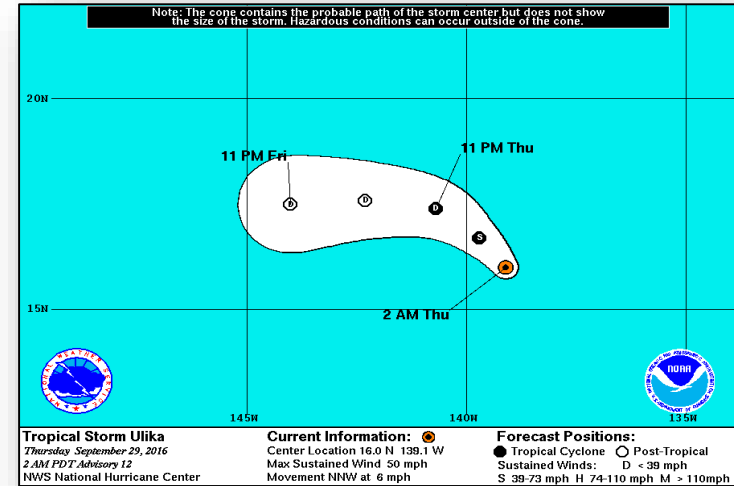 Note: The cone contains the probable path of the storm center but does not show
the size of the storm. Hazardous conditions can occur outside of the cone.
20N
11 PM Fri
11 PM Thu
D
D
D
S
2 AM Thu
15N
NATIONAL WEATHER SERVICE
NOAA
145W
140W
135W
Tropical Storm Ulika
Thursday September 29, 2016
2 AM PDT Advisory 12
NWS National Hurricane Center
Current Information:
Center Location 16.0 N 139.1 W
Max Sustained Wind 50 mph
Movement NNW at 6 mph
Forecast Positions:
Tropical Cyclone Post-Tropical
Sustained Winds: D < 39 mph
S 39-73 mph H 74-110 mph M > 110mph